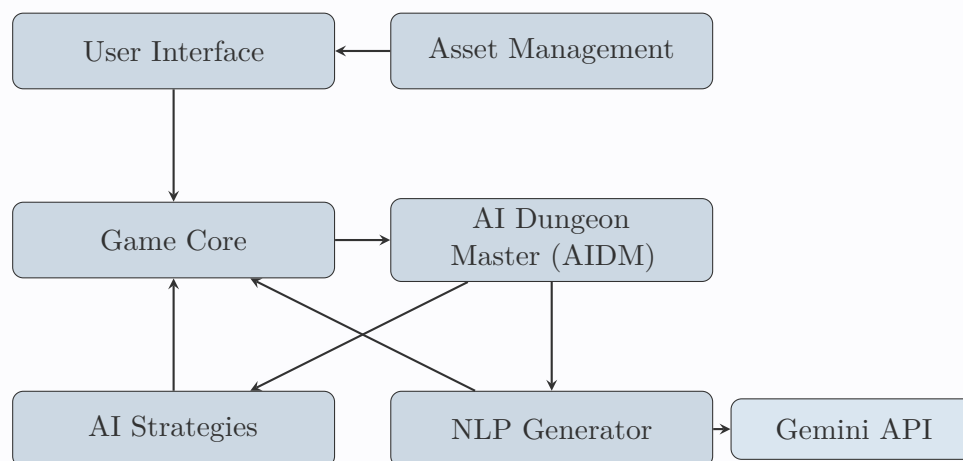 User Interface
Asset Management
Game Core
AI Dungeon
Master (AIDM)
AI Strategies
NLP Generator
Gemini API